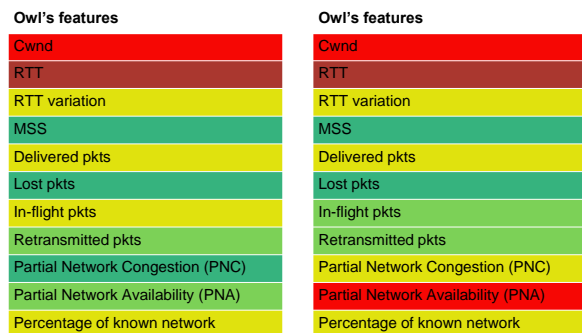 Owl's features
Cwnd
RTT
RTT variation
MSS
Delivered pkts
Lost pkts
In-flight pkts
Retransmitted pkts
Partial Network Congestion (PNC)
Partial Network Availability (PNA)
Percentage of known network
Owl's features
Cwnd
RTT
RTT variation
MSS
Delivered pkts
Lost pkts
In-flight pkts
Retransmitted pkts
Partial Network Congestion (PNC)
Partial Network Availability (PNA)
Percentage of known network